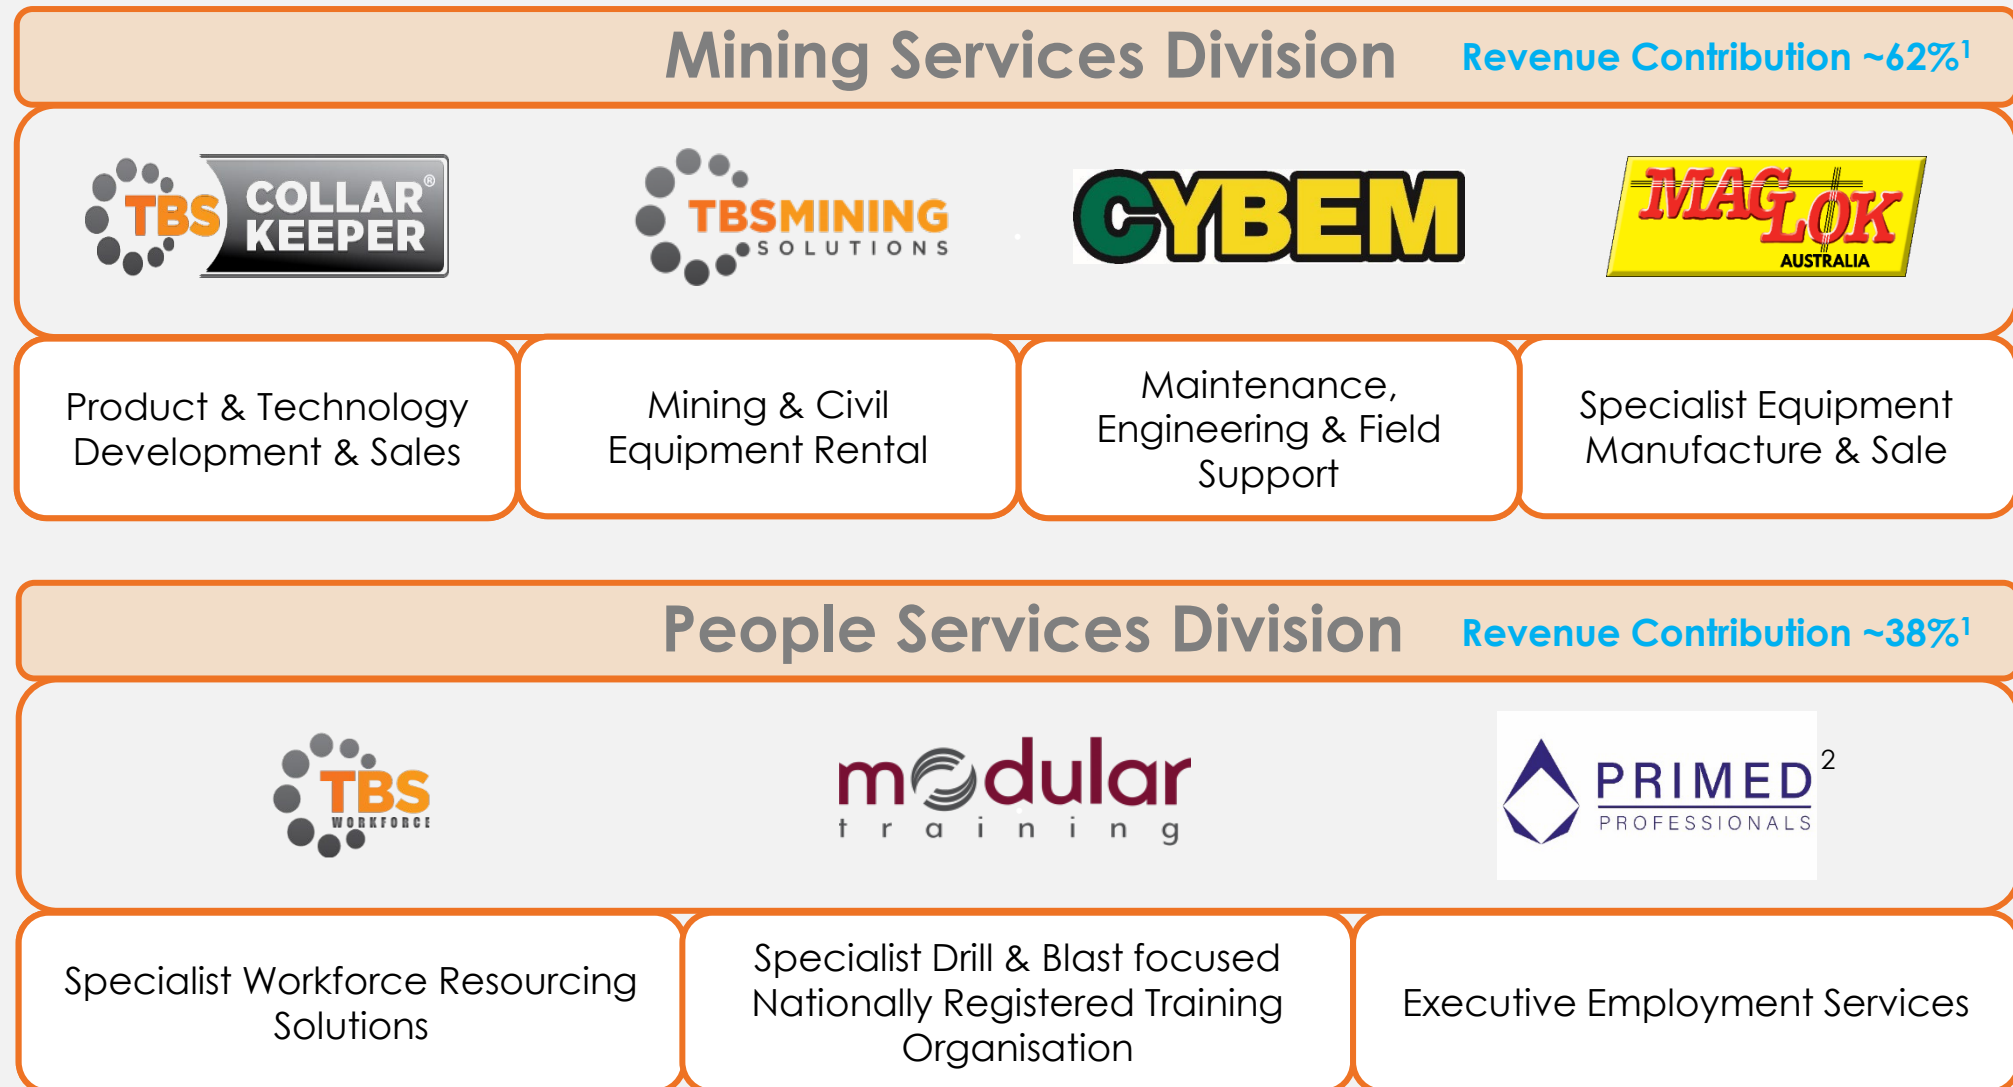 Mining Services Division Revenue Contribution ~62%¹
TBS COLLAR KEEPER®
TBSMINING
SOLUTIONS
CYBEM
MAGLOK
AUSTRALIA
Product & Technology
Development & Sales
Mining & Civil
Equipment Rental
Maintenance,
Engineering & Field
Support
Specialist Equipment
Manufacture & Sale
People Services Division Revenue Contribution ~38%¹
TBS
WORKFORCE
modular
training
PRIMED 2
PROFESSIONALS
Specialist Workforce Resourcing
Solutions
Specialist Drill & Blast focused
Nationally Registered Training
Organisation
Executive Employment Services